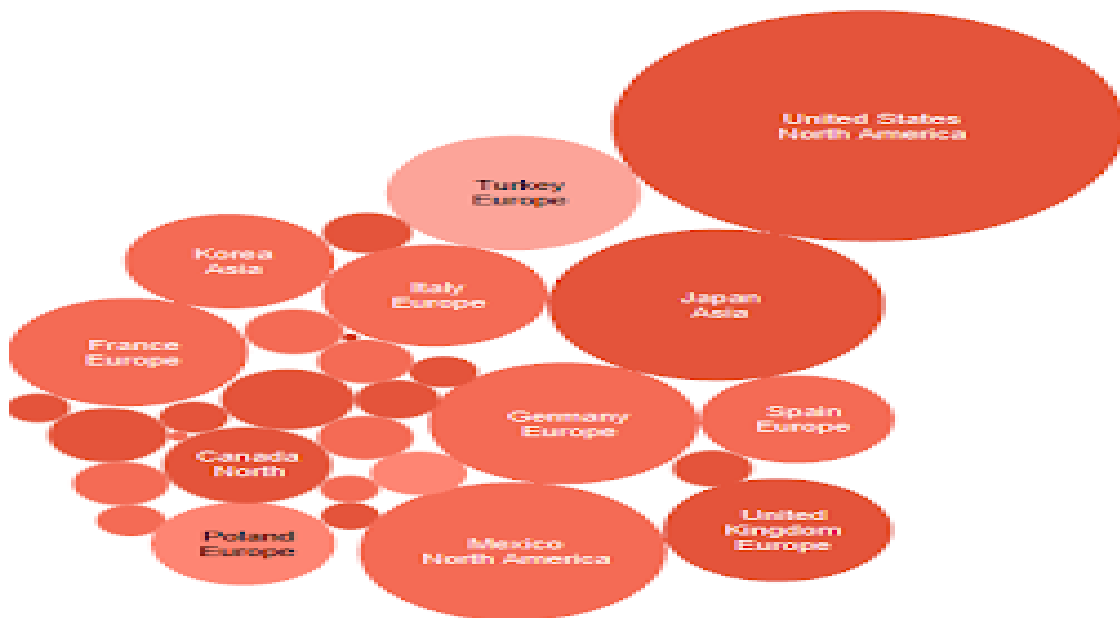 United States
North America
Turkey
Europe
Korea
Asia
Italy
Europe
Japan
Asia
France
Europe
Germany
Europe
Spain
Europe
Canada
North
Poland
Europe
Mexico
North America
United
Kingdom
Europe